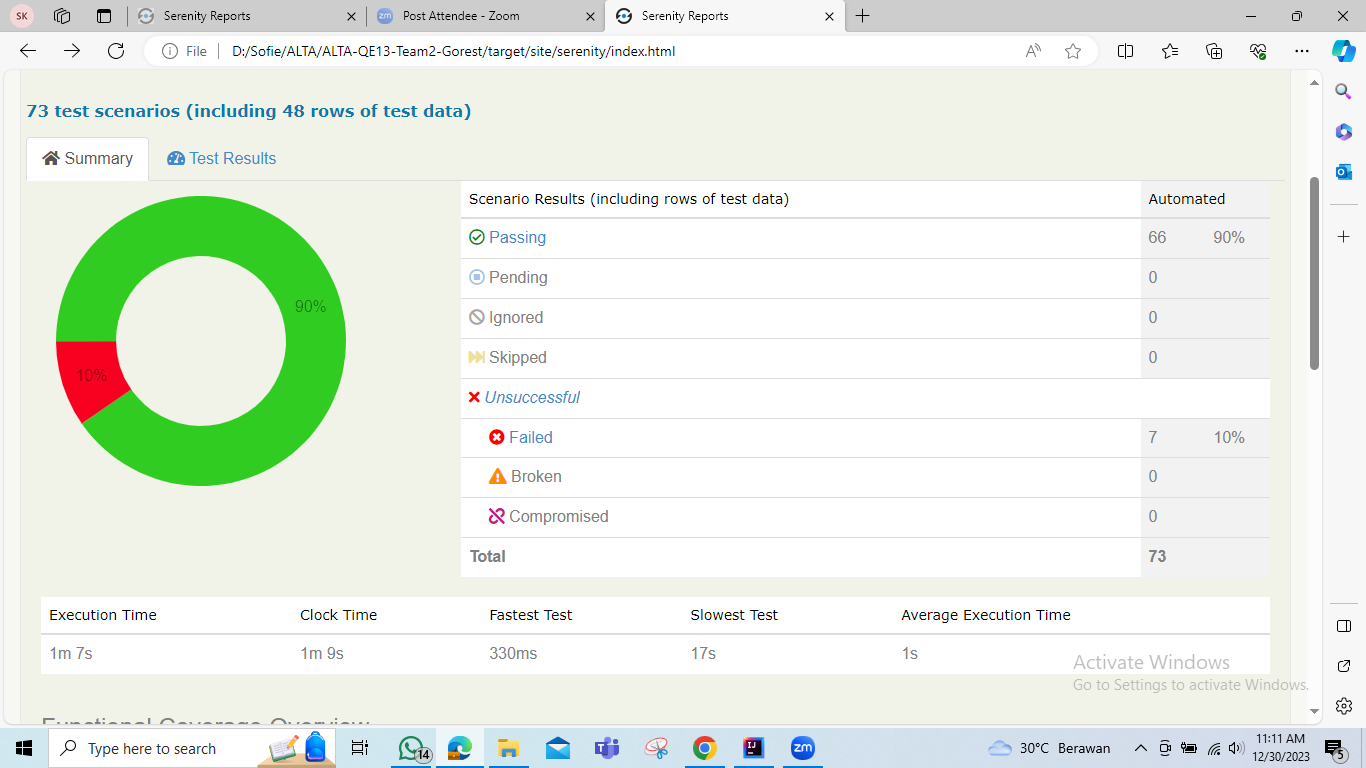 SK
Serenity Reports
zm
Post Attendee - Zoom
Serenity Reports
File
D:/Sofie/ALTA/ALTA-QE13-Team2-Gorest/target/site/serenity/index.html
73 test scenarios (including 48 rows of test data)
Summary
Test Results
90%
10%
Scenario Results (including rows of test data) Automated
Passing 66 90%
Pending 0
Ignored 0
Skipped 0
Unsuccessful
Failed 7 10%
Broken 0
Compromised 0
Total 73
Execution Time Clock Time Fastest Test Slowest Test Average Execution Time
1m 7s 1m 9s 330ms 17s 1s
Activate Windows
Go to Settings to activate Windows.
Functional Coverage Overview
Type here to search
14
zm
30°C Berawan
11:11 AM
12/30/2023
5